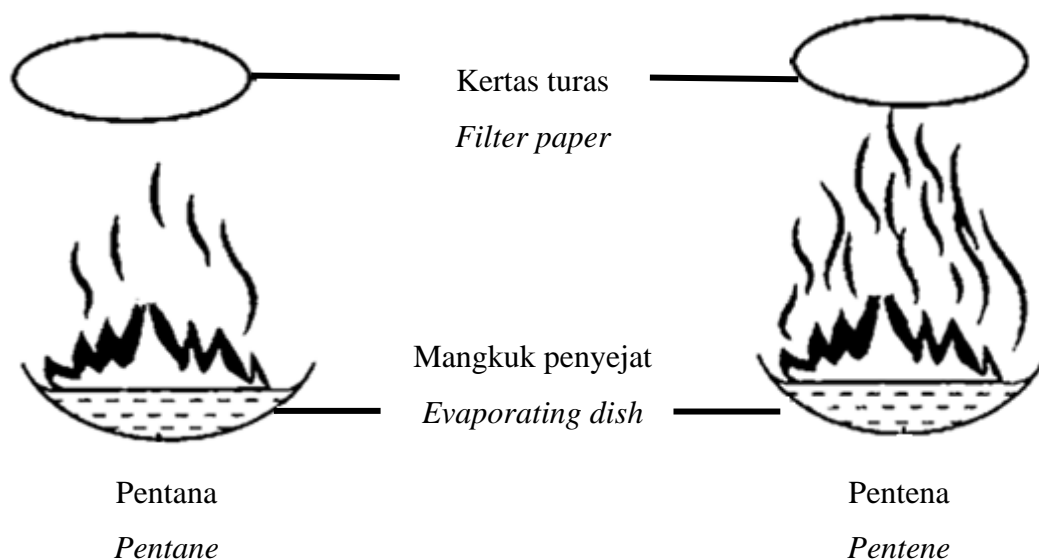 Kertas turas
Filter paper
Mangkuk penyejat
Evaporating dish
Pentana
Pentane
Pentena
Pentene